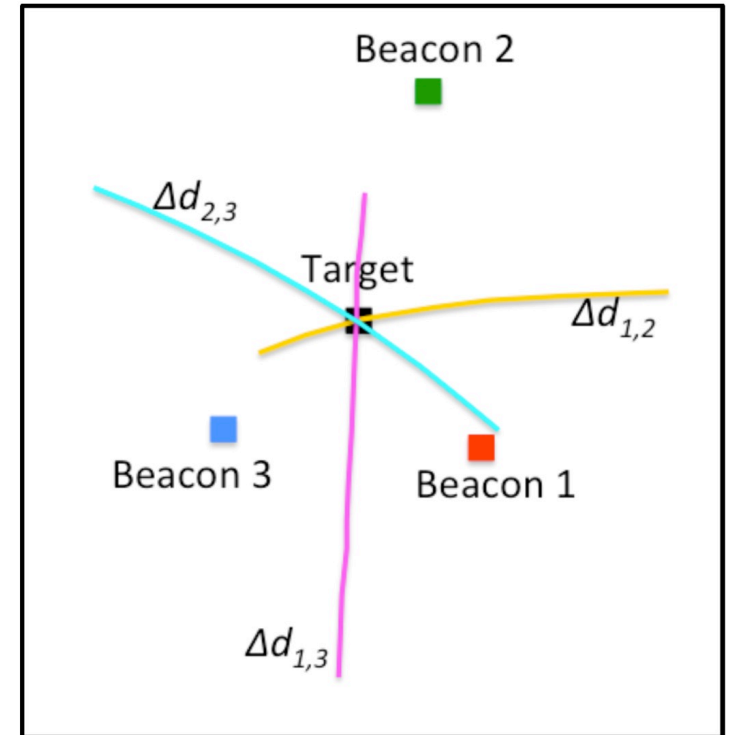 Beacon 2
Δd2,3
Target
Δd1,2
Beacon 3
Beacon 1
Δd1,3